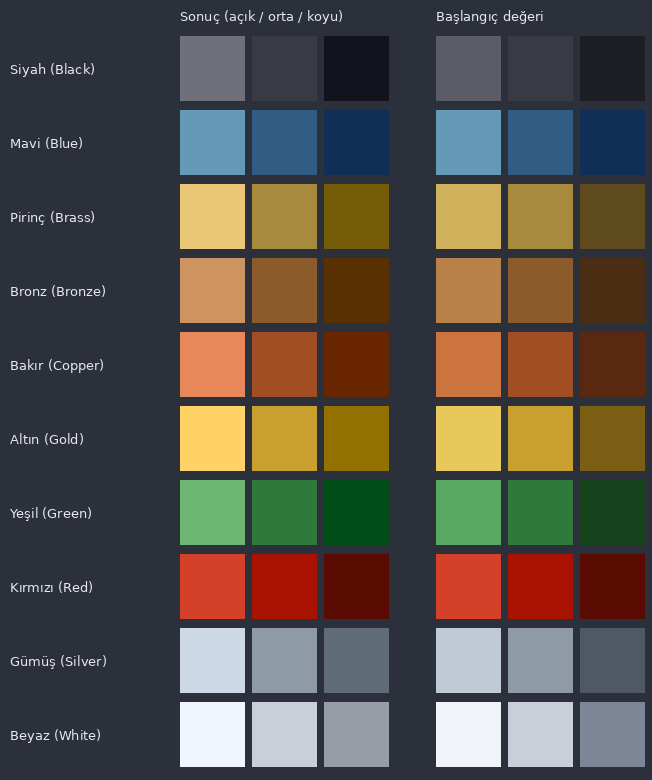 Sonuç (açık / orta / koyu)
Başlangıç değeri
Siyah (Black)
Mavi (Blue)
Pirinç (Brass)
Bronz (Bronze)
Bakır (Copper)
Altın (Gold)
Yeşil (Green)
Kırmızı (Red)
Gümüş (Silver)
Beyaz (White)